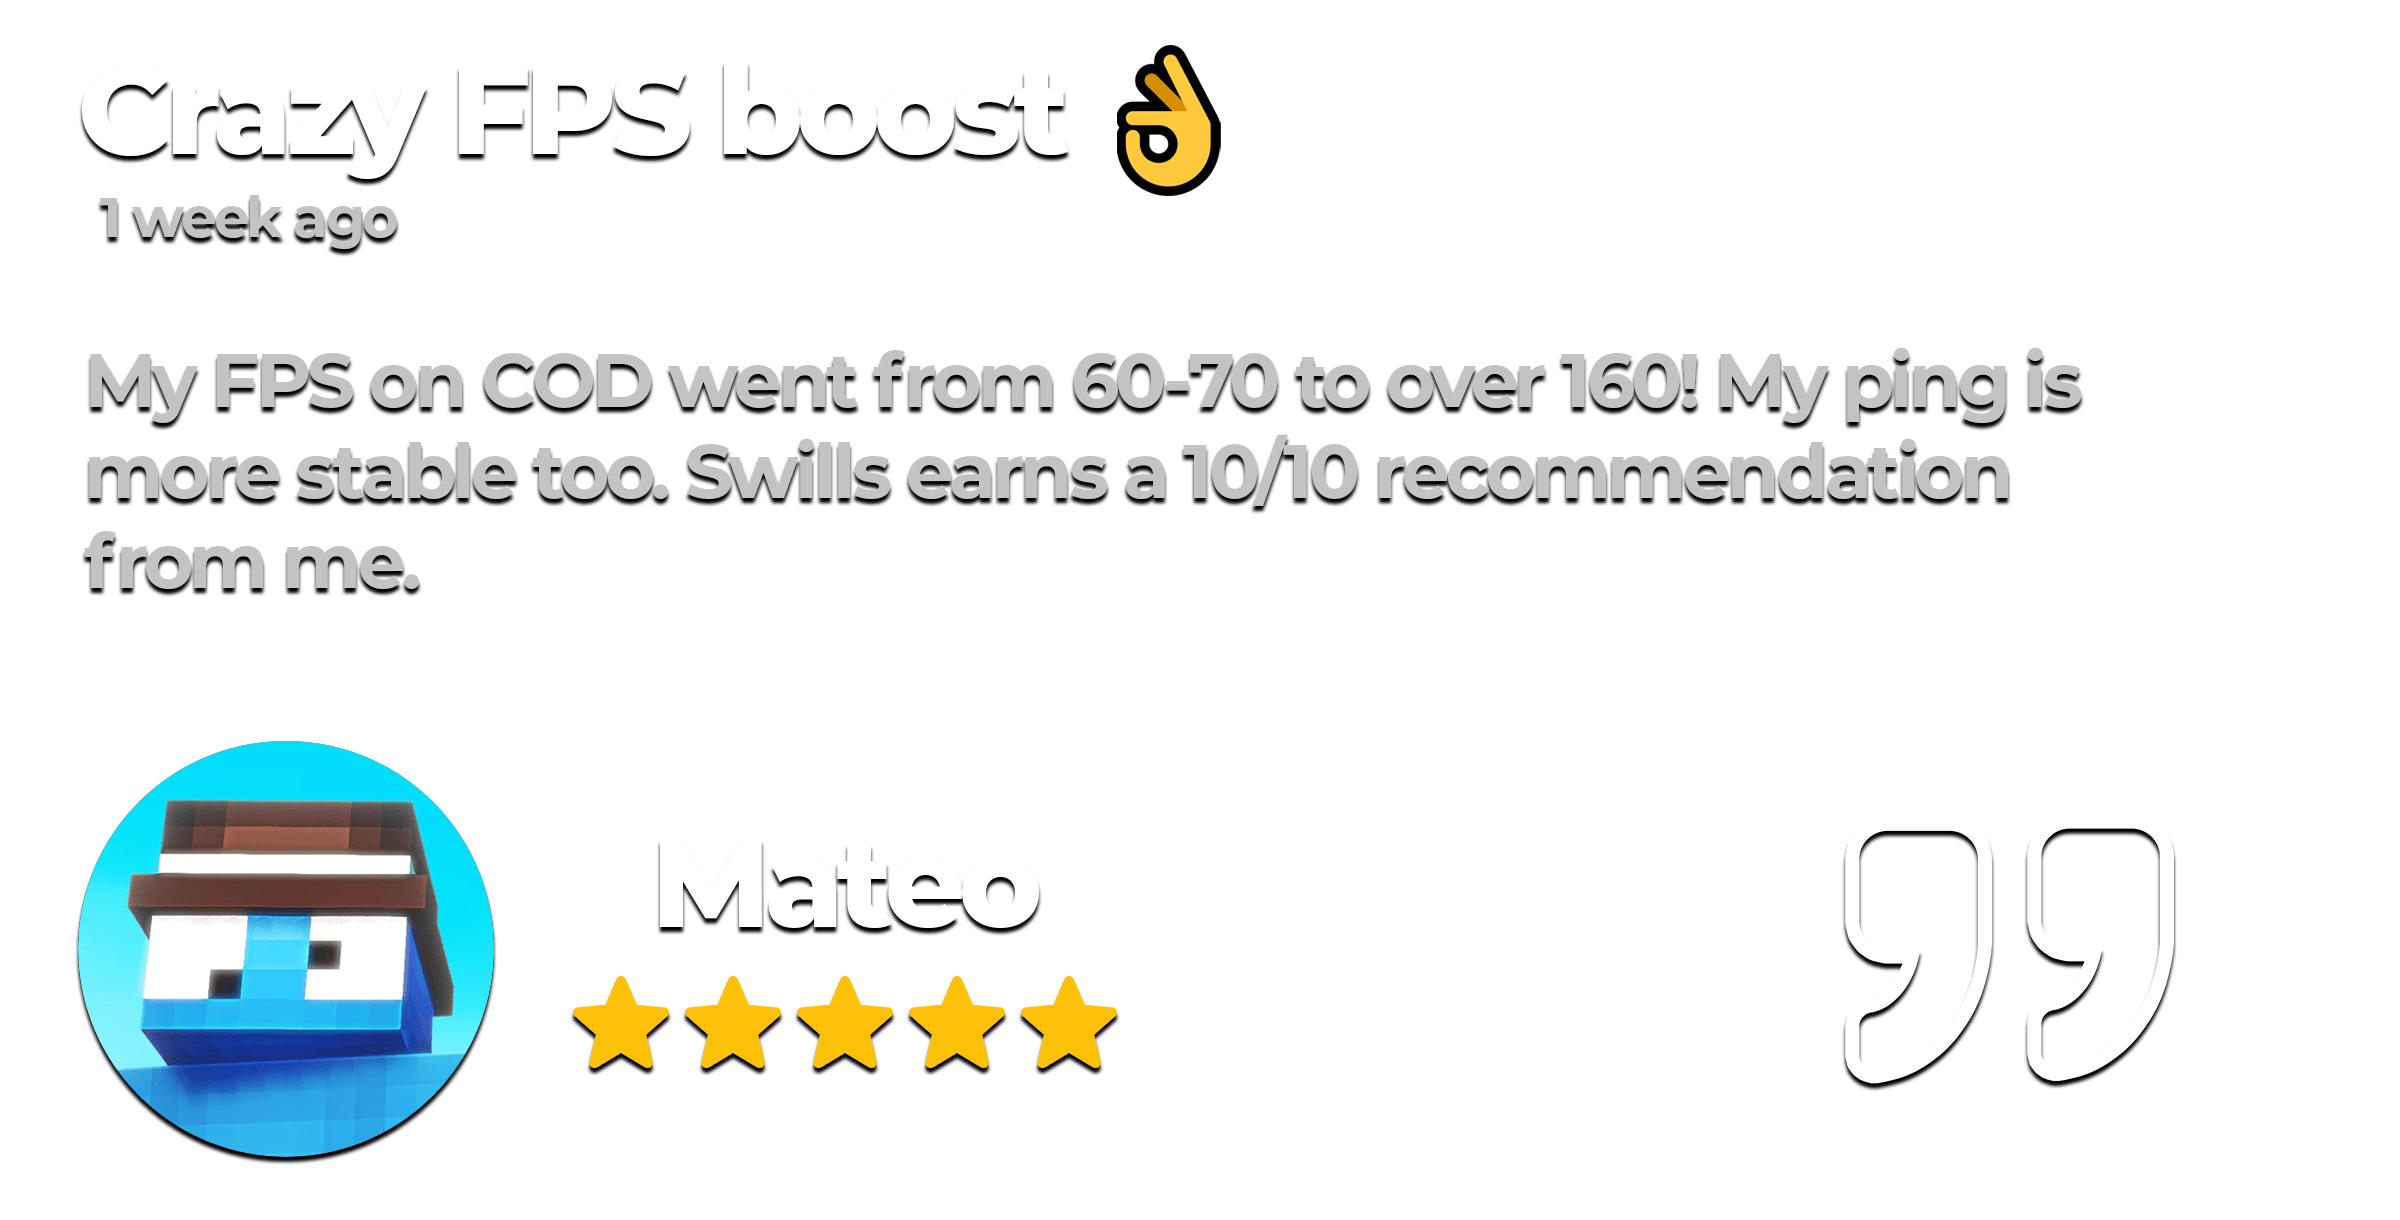 Crazy FPS boost 👌
1 week ago
My FPS on COD went from 60-70 to over 160! My ping is
more stable too. Swills earns a 10/10 recommendation
from me.
Mateo